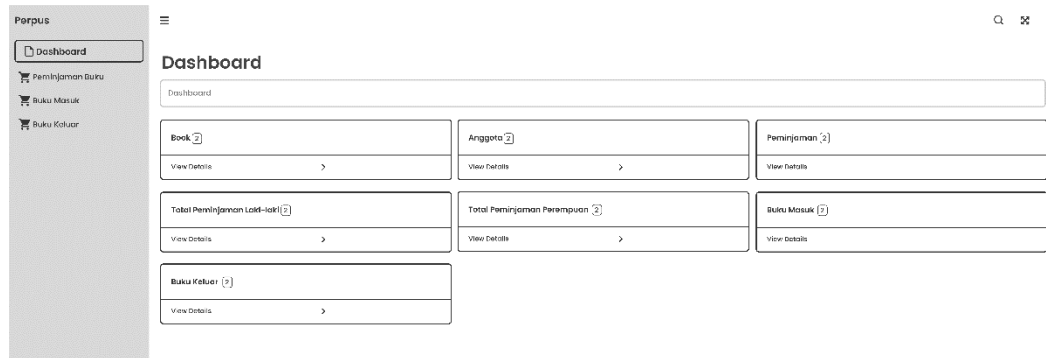 Perpus
Dashboard
Peminjaman Buku
Buku Masuk
Buku Keluar
Dashboard
Dashboard
Book 2
View Details
Anggota 2
View Details
Peminjaman 2
View Details
Total Peminjaman Laki-laki 2
View Details
Total Peminjaman Perempuan 2
View Details
Buku Masuk 2
View Details
Buku Keluar 2
View Details